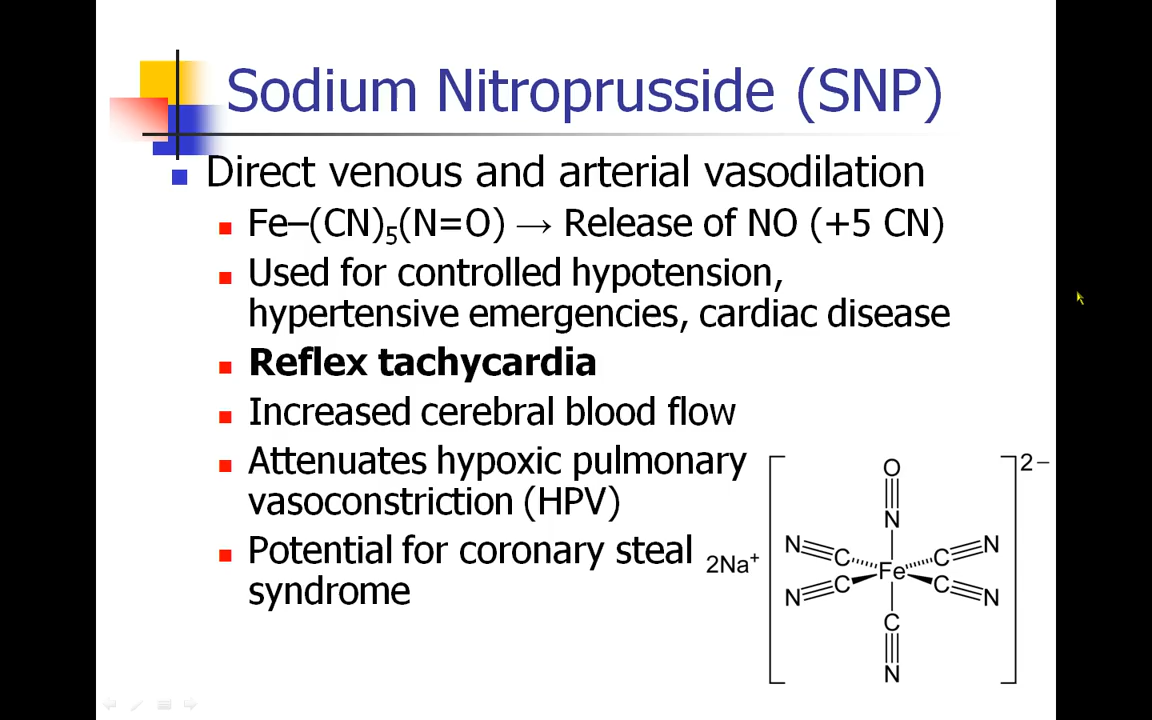 Sodium Nitroprusside (SNP)
Direct venous and arterial vasodilation
Fe–(CN)₅(N=O) → Release of NO (+5 CN)
Used for controlled hypotension,
hypertensive emergencies, cardiac disease
Reflex tachycardia
Increased cerebral blood flow
Attenuates hypoxic pulmonary
vasoconstriction (HPV)
Potential for coronary steal
syndrome
2Na⁺
2–
O
N
N C C N
Fe
N C C N
C
N